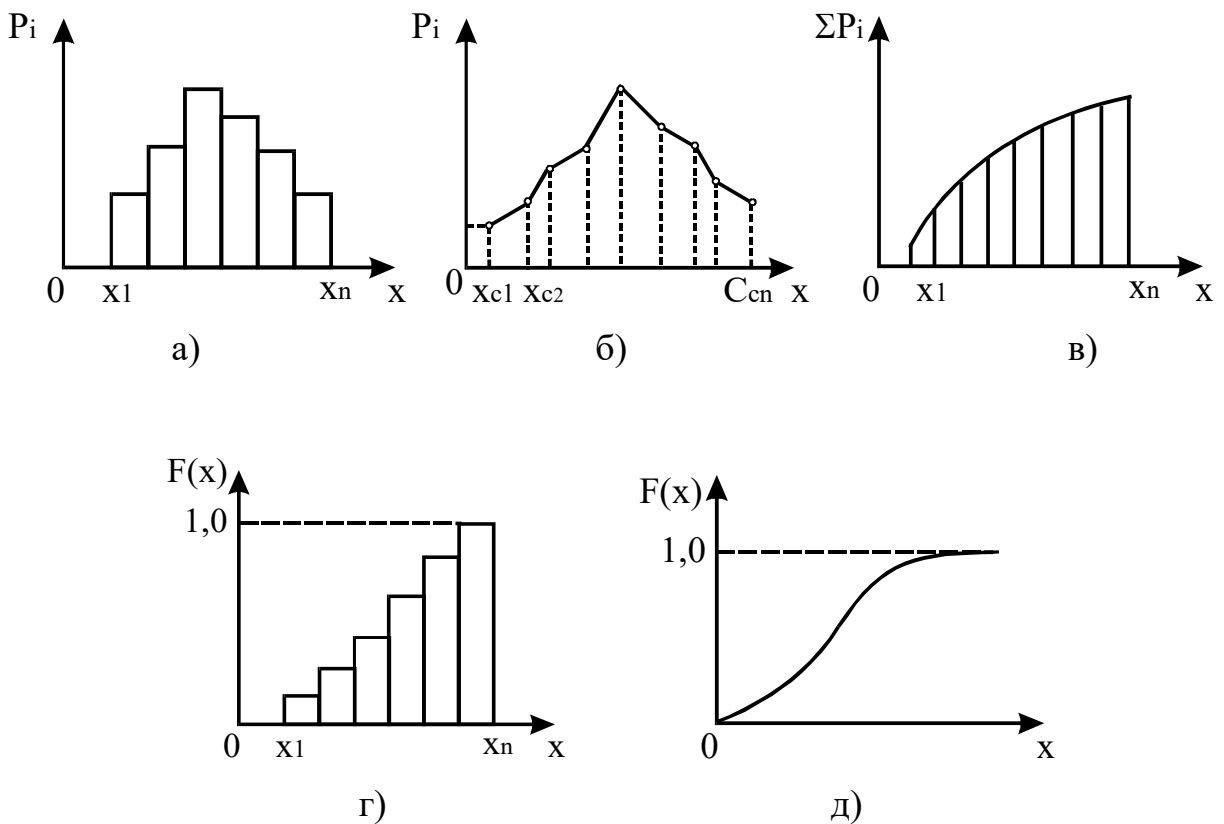 Pi
0 x1 xn x
а)
Pi
0 xc1 xc2 Ccn x
б)
ΣPi
0 x1 xn x
в)
F(x)
1,0
0 x1 xn x
г)
F(x)
1,0
0 x
д)